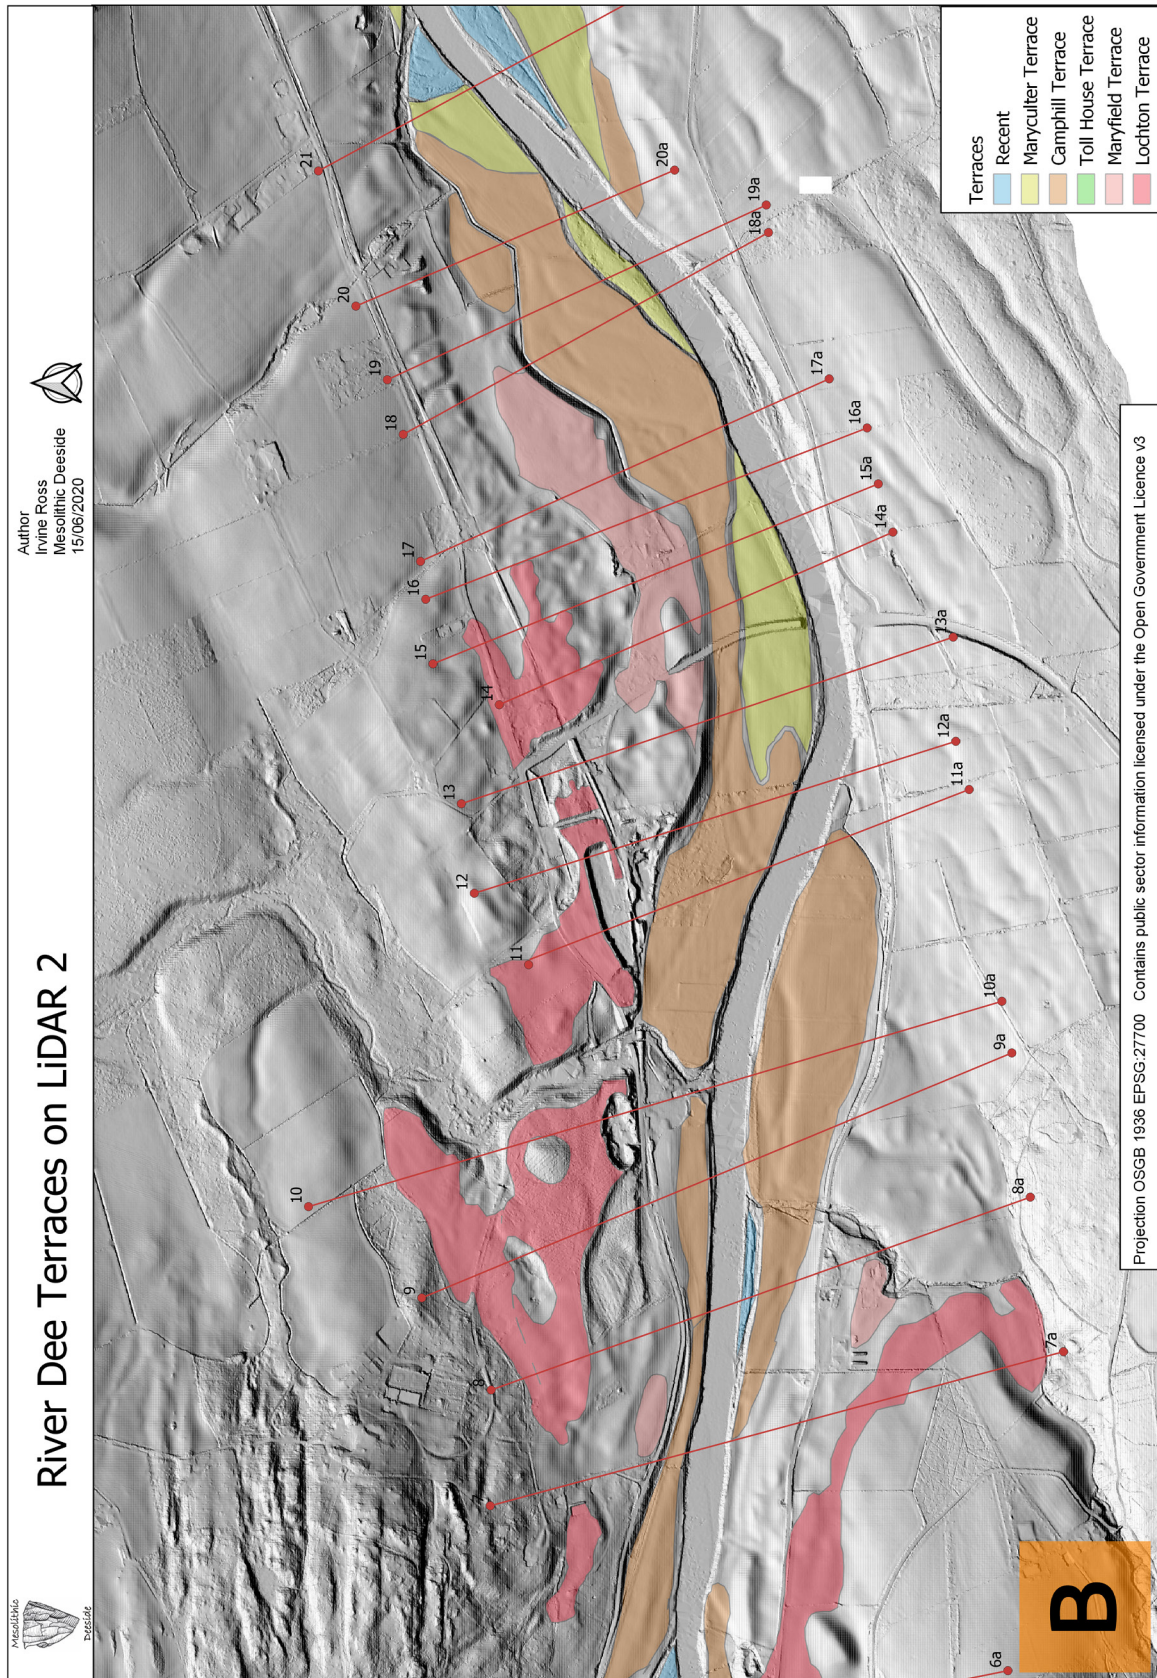 Mesolithic
Deeside
River Dee Terraces on LiDAR 2
Author
Irvine Ross
Mesolithic Deeside
15/06/2020
8
9
10
11
12
13
14
15
16
17
18
19
20
21
6a
7a
8a
9a
10a
11a
12a
13a
14a
15a
16a
17a
18a
19a
20a
B
Terraces
Recent
Maryculter Terrace
Camphill Terrace
Toll House Terrace
Maryfield Terrace
Lochton Terrace
Projection OSGB 1936 EPSG:27700 Contains public sector information licensed under the Open Government Licence v3